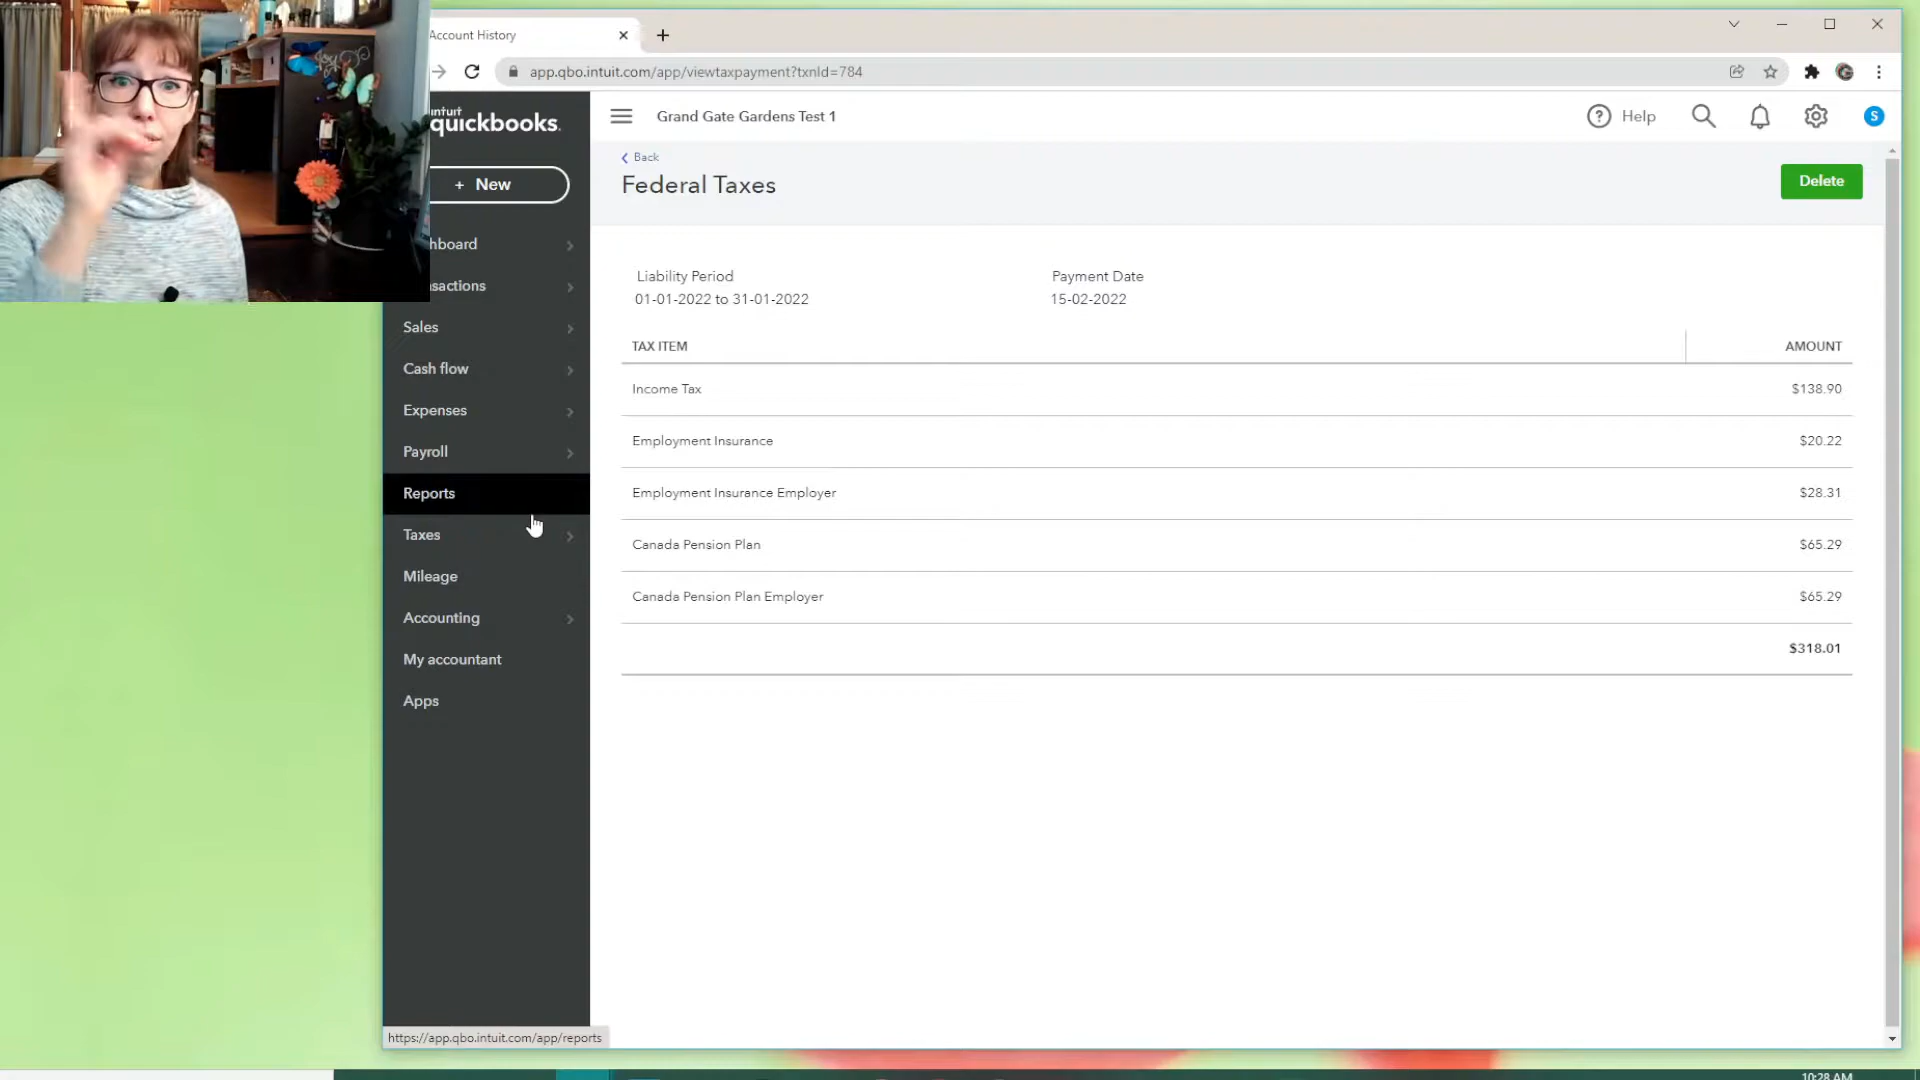 Account History
app.qbo.intuit.com/app/viewtaxpayment?txnId=784
intuit
quickbooks.
Grand Gate Gardens Test 1
Help
S
+ New
Back
Federal Taxes
Delete
hboard
nsactions
Sales
Cash flow
Expenses
Payroll
Reports
Taxes
Mileage
Accounting
My accountant
Apps
Liability Period
01-01-2022 to 31-01-2022
Payment Date
15-02-2022
TAX ITEM AMOUNT
Income Tax $138.90
Employment Insurance $20.22
Employment Insurance Employer $28.31
Canada Pension Plan $65.29
Canada Pension Plan Employer $65.29
$318.01
https://app.qbo.intuit.com/app/reports
10:28 AM